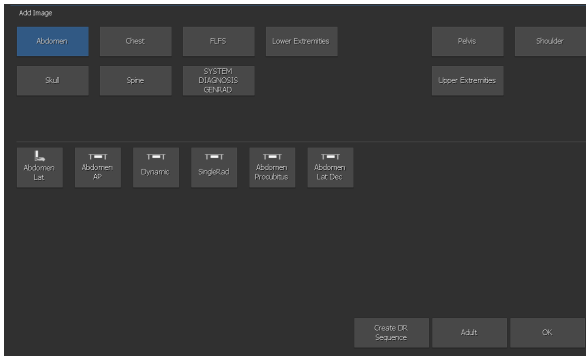 Add Image
Abdomen
Chest
FLFS
Lower Extremities
Pelvis
Shoulder
Skull
Spine
SYSTEM
DIAGNOSIS
GENRAD
Upper Extremities
Abdomen
Lat
Abdomen
AP
Dynamic
SingleRad
Abdomen
Procubitus
Abdomen
Lat Dec
Create DR
Sequence
Adult
OK